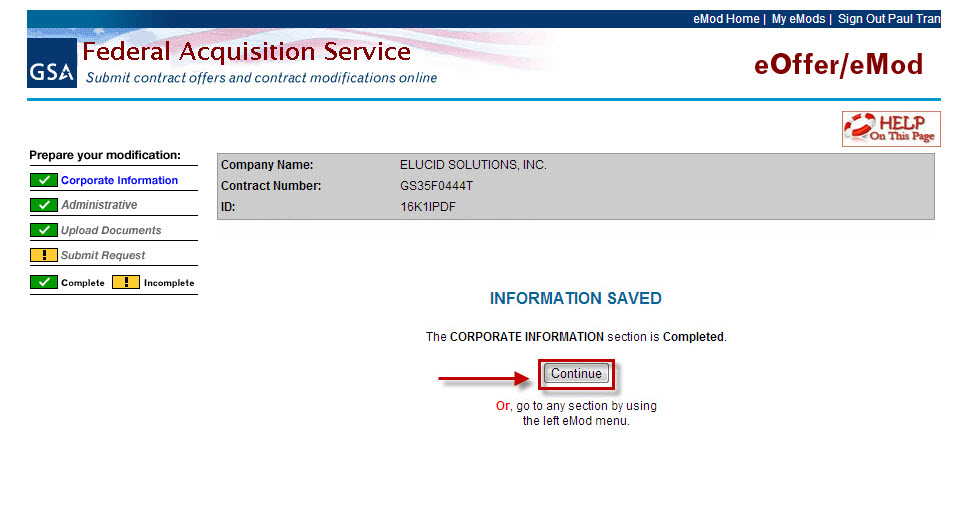 eMod Home | My eMods | Sign Out Paul Tran
GSA
Federal Acquisition Service
Submit contract offers and contract modifications online
eOffer/eMod
HELP
On This Page
Prepare your modification:
Corporate Information
Administrative
Upload Documents
Submit Request
Complete ! Incomplete
Company Name: ELUCID SOLUTIONS, INC.
Contract Number: GS35F0444T
ID: 16K1IPDF
INFORMATION SAVED
The CORPORATE INFORMATION section is Completed.
Continue
Or, go to any section by using
the left eMod menu.